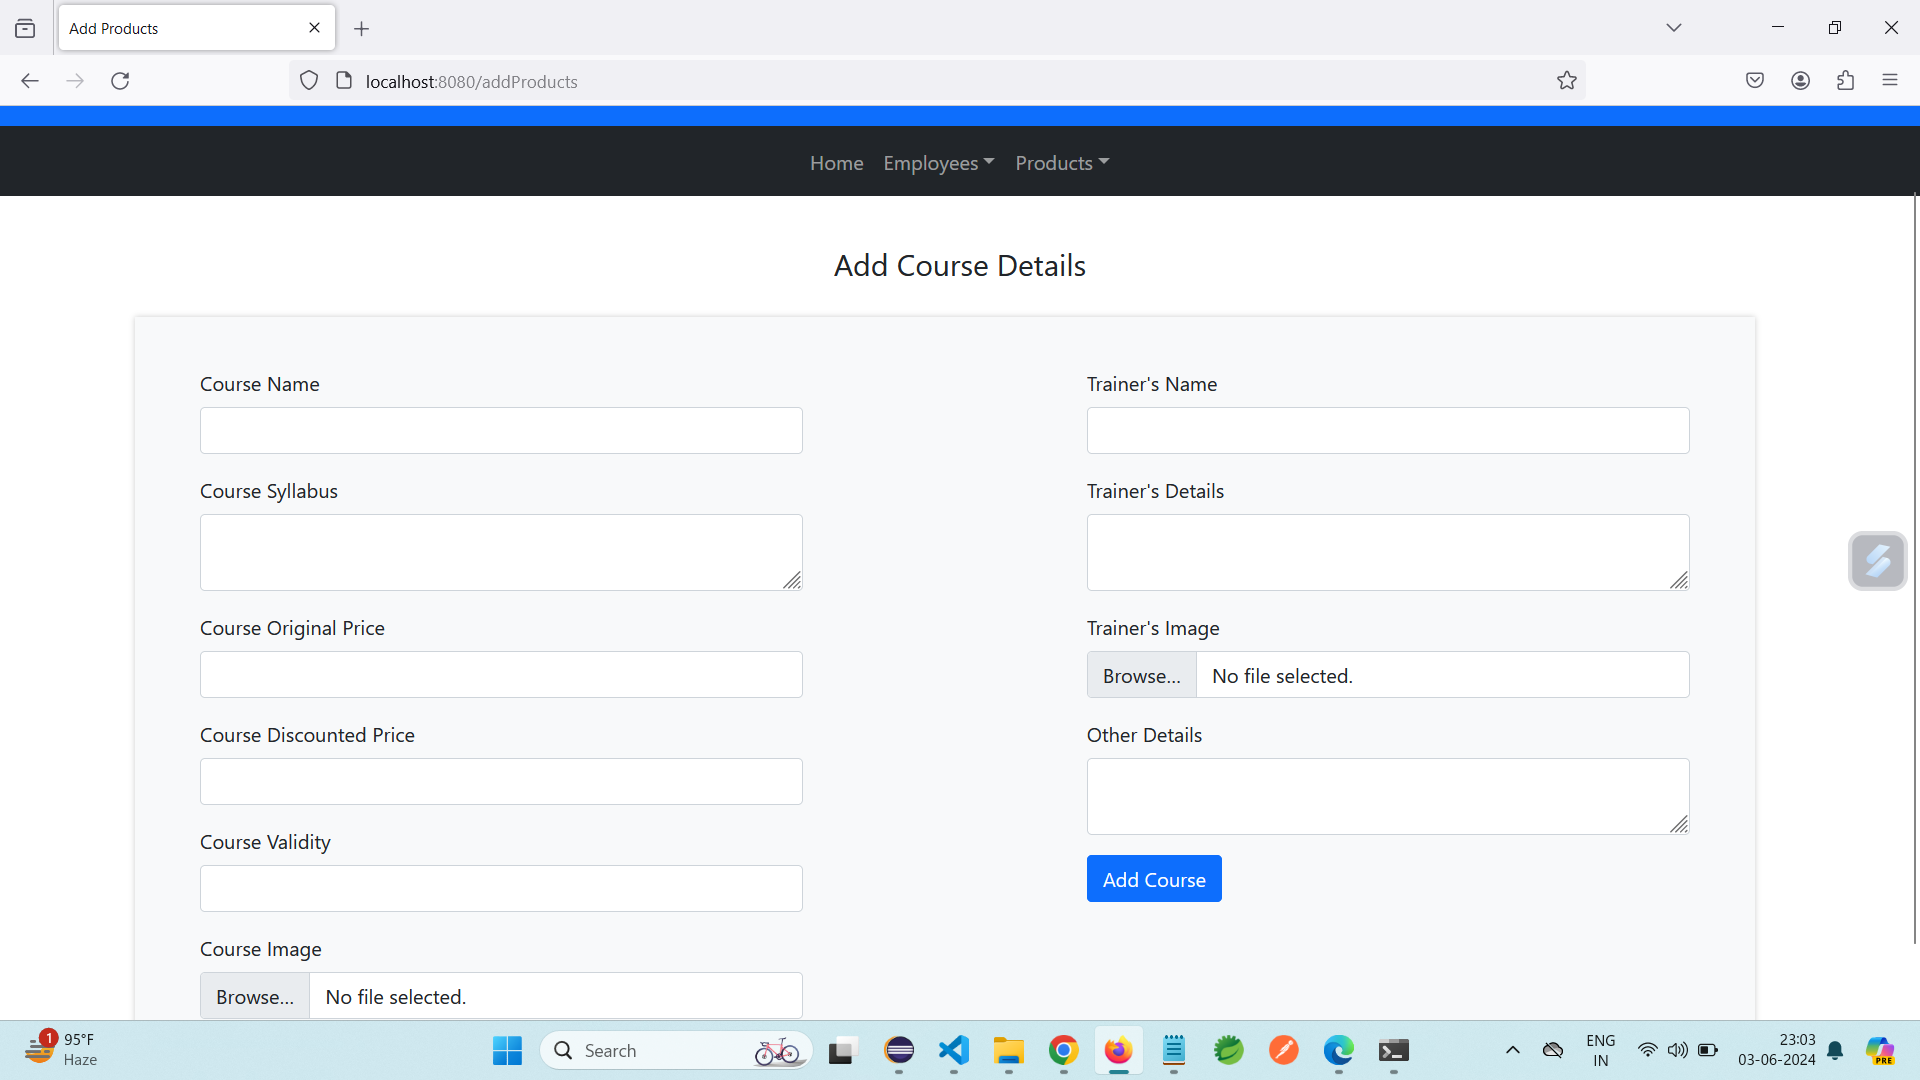 Add Products
localhost:8080/addProducts
Home Employees Products
Add Course Details
Course Name
Course Syllabus
Course Original Price
Course Discounted Price
Course Validity
Course Image
Browse... No file selected.
Trainer's Name
Trainer's Details
Trainer's Image
Browse... No file selected.
Other Details
Add Course
1
95°F
Haze
Search
ENG
IN
23:03
03-06-2024
PRE